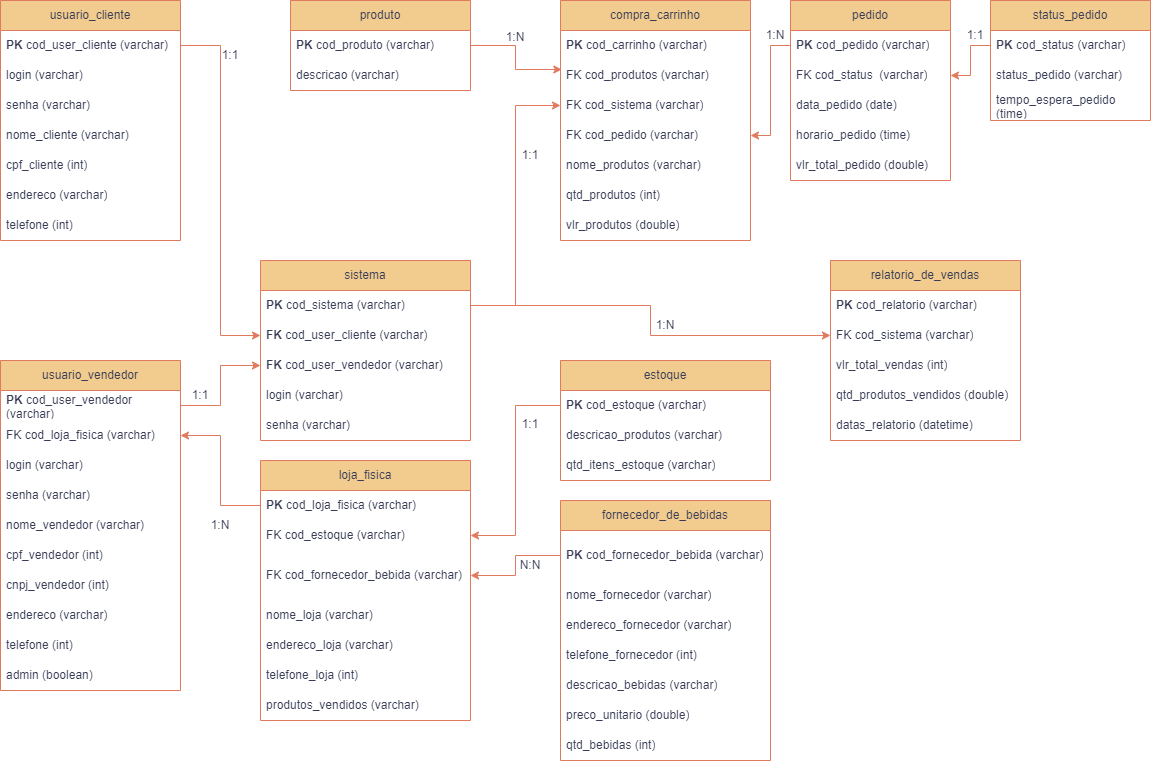 usuario_cliente
PK cod_user_cliente (varchar)
login (varchar)
senha (varchar)
nome_cliente (varchar)
cpf_cliente (int)
endereco (varchar)
telefone (int)
1:1
produto
PK cod_produto (varchar)
descricao (varchar)
1:N
compra_carrinho
PK cod_carrinho (varchar)
FK cod_produtos (varchar)
FK cod_sistema (varchar)
FK cod_pedido (varchar)
nome_produtos (varchar)
qtd_produtos (int)
vlr_produtos (double)
1:1
1:N
pedido
PK cod_pedido (varchar)
FK cod_status (varchar)
data_pedido (date)
horario_pedido (time)
vlr_total_pedido (double)
1:1
status_pedido
PK cod_status (varchar)
status_pedido (varchar)
tempo_espera_pedido
(time)
sistema
PK cod_sistema (varchar)
FK cod_user_cliente (varchar)
FK cod_user_vendedor (varchar)
login (varchar)
senha (varchar)
1:N
relatorio_de_vendas
PK cod_relatorio (varchar)
FK cod_sistema (varchar)
vlr_total_vendas (int)
qtd_produtos_vendidos (double)
datas_relatorio (datetime)
usuario_vendedor
PK cod_user_vendedor
(varchar)
FK cod_loja_fisica (varchar)
login (varchar)
senha (varchar)
nome_vendedor (varchar)
cpf_vendedor (int)
cnpj_vendedor (int)
endereco (varchar)
telefone (int)
admin (boolean)
1:1
1:N
loja_fisica
PK cod_loja_fisica (varchar)
FK cod_estoque (varchar)
FK cod_fornecedor_bebida (varchar)
nome_loja (varchar)
endereco_loja (varchar)
telefone_loja (int)
produtos_vendidos (varchar)
1:1
N:N
estoque
PK cod_estoque (varchar)
descricao_produtos (varchar)
qtd_itens_estoque (varchar)
fornecedor_de_bebidas
PK cod_fornecedor_bebida (varchar)
nome_fornecedor (varchar)
endereco_fornecedor (varchar)
telefone_fornecedor (int)
descricao_bebidas (varchar)
preco_unitario (double)
qtd_bebidas (int)